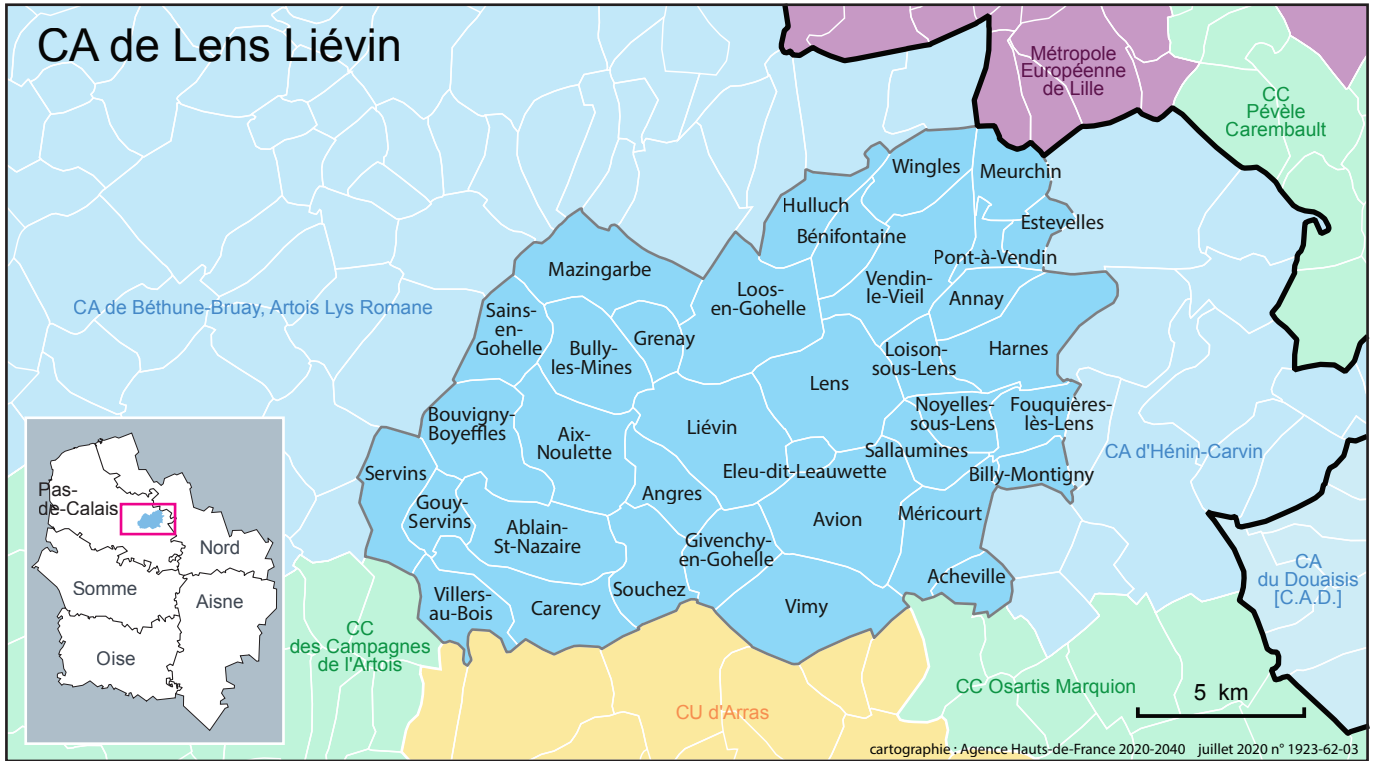 CA de Lens Liévin
Métropole
Européenne
de Lille
CC
Pévèle
Carembault
Wingles
Meurchin
Hulluch
Estevelles
Bénifontaine
Pont-à-Vendin
Mazingarbe
Vendin-
le-Vieil
Loos-
en-Gohelle
Annay
CA de Béthune-Bruay, Artois Lys Romane
Sains-
en-
Gohelle
Grenay
Bully-
les-Mines
Loison-
sous-Lens
Harnes
Lens
Bouvigny-
Boyeffles
Noyelles-
sous-Lens
Fouquières-
lès-Lens
Liévin
Aix-
Noulette
Sallaumines
CA d'Hénin-Carvin
Servins
Eleu-dit-Leauwette
Billy-Montigny
Angres
Gouy-
Servins
Ablain-
St-Nazaire
Avion
Méricourt
Givenchy-
en-Gohelle
Acheville
Souchez
Villers-
au-Bois
Carency
Vimy
CA
du Douaisis
[C.A.D.]
CC
des Campagnes
de l'Artois
CC Osartis Marquion
CU d'Arras
Pas-
de-Calais
Nord
Somme
Aisne
Oise
5 km
cartographie : Agence Hauts-de-France 2020-2040 juillet 2020 n° 1923-62-03